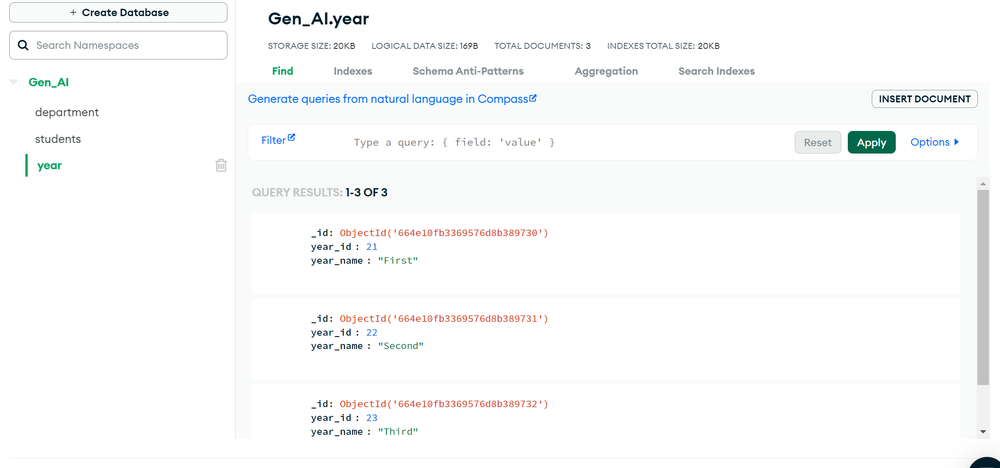 + Create Database
Search Namespaces
Gen_AI
department
students
year
Gen_AI.year
STORAGE SIZE: 20KB LOGICAL DATA SIZE: 169B TOTAL DOCUMENTS: 3 INDEXES TOTAL SIZE: 20KB
Find Indexes Schema Anti-Patterns Aggregation Search Indexes
Generate queries from natural language in Compass
INSERT DOCUMENT
Filter Type a query: { field: 'value' } Reset Apply Options
QUERY RESULTS: 1-3 OF 3
_id: ObjectId('664e10fb3369576d8b389730')
year_id : 21
year_name : "First"
_id: ObjectId('664e10fb3369576d8b389731')
year_id : 22
year_name : "Second"
_id: ObjectId('664e10fb3369576d8b389732')
year_id : 23
year_name : "Third"